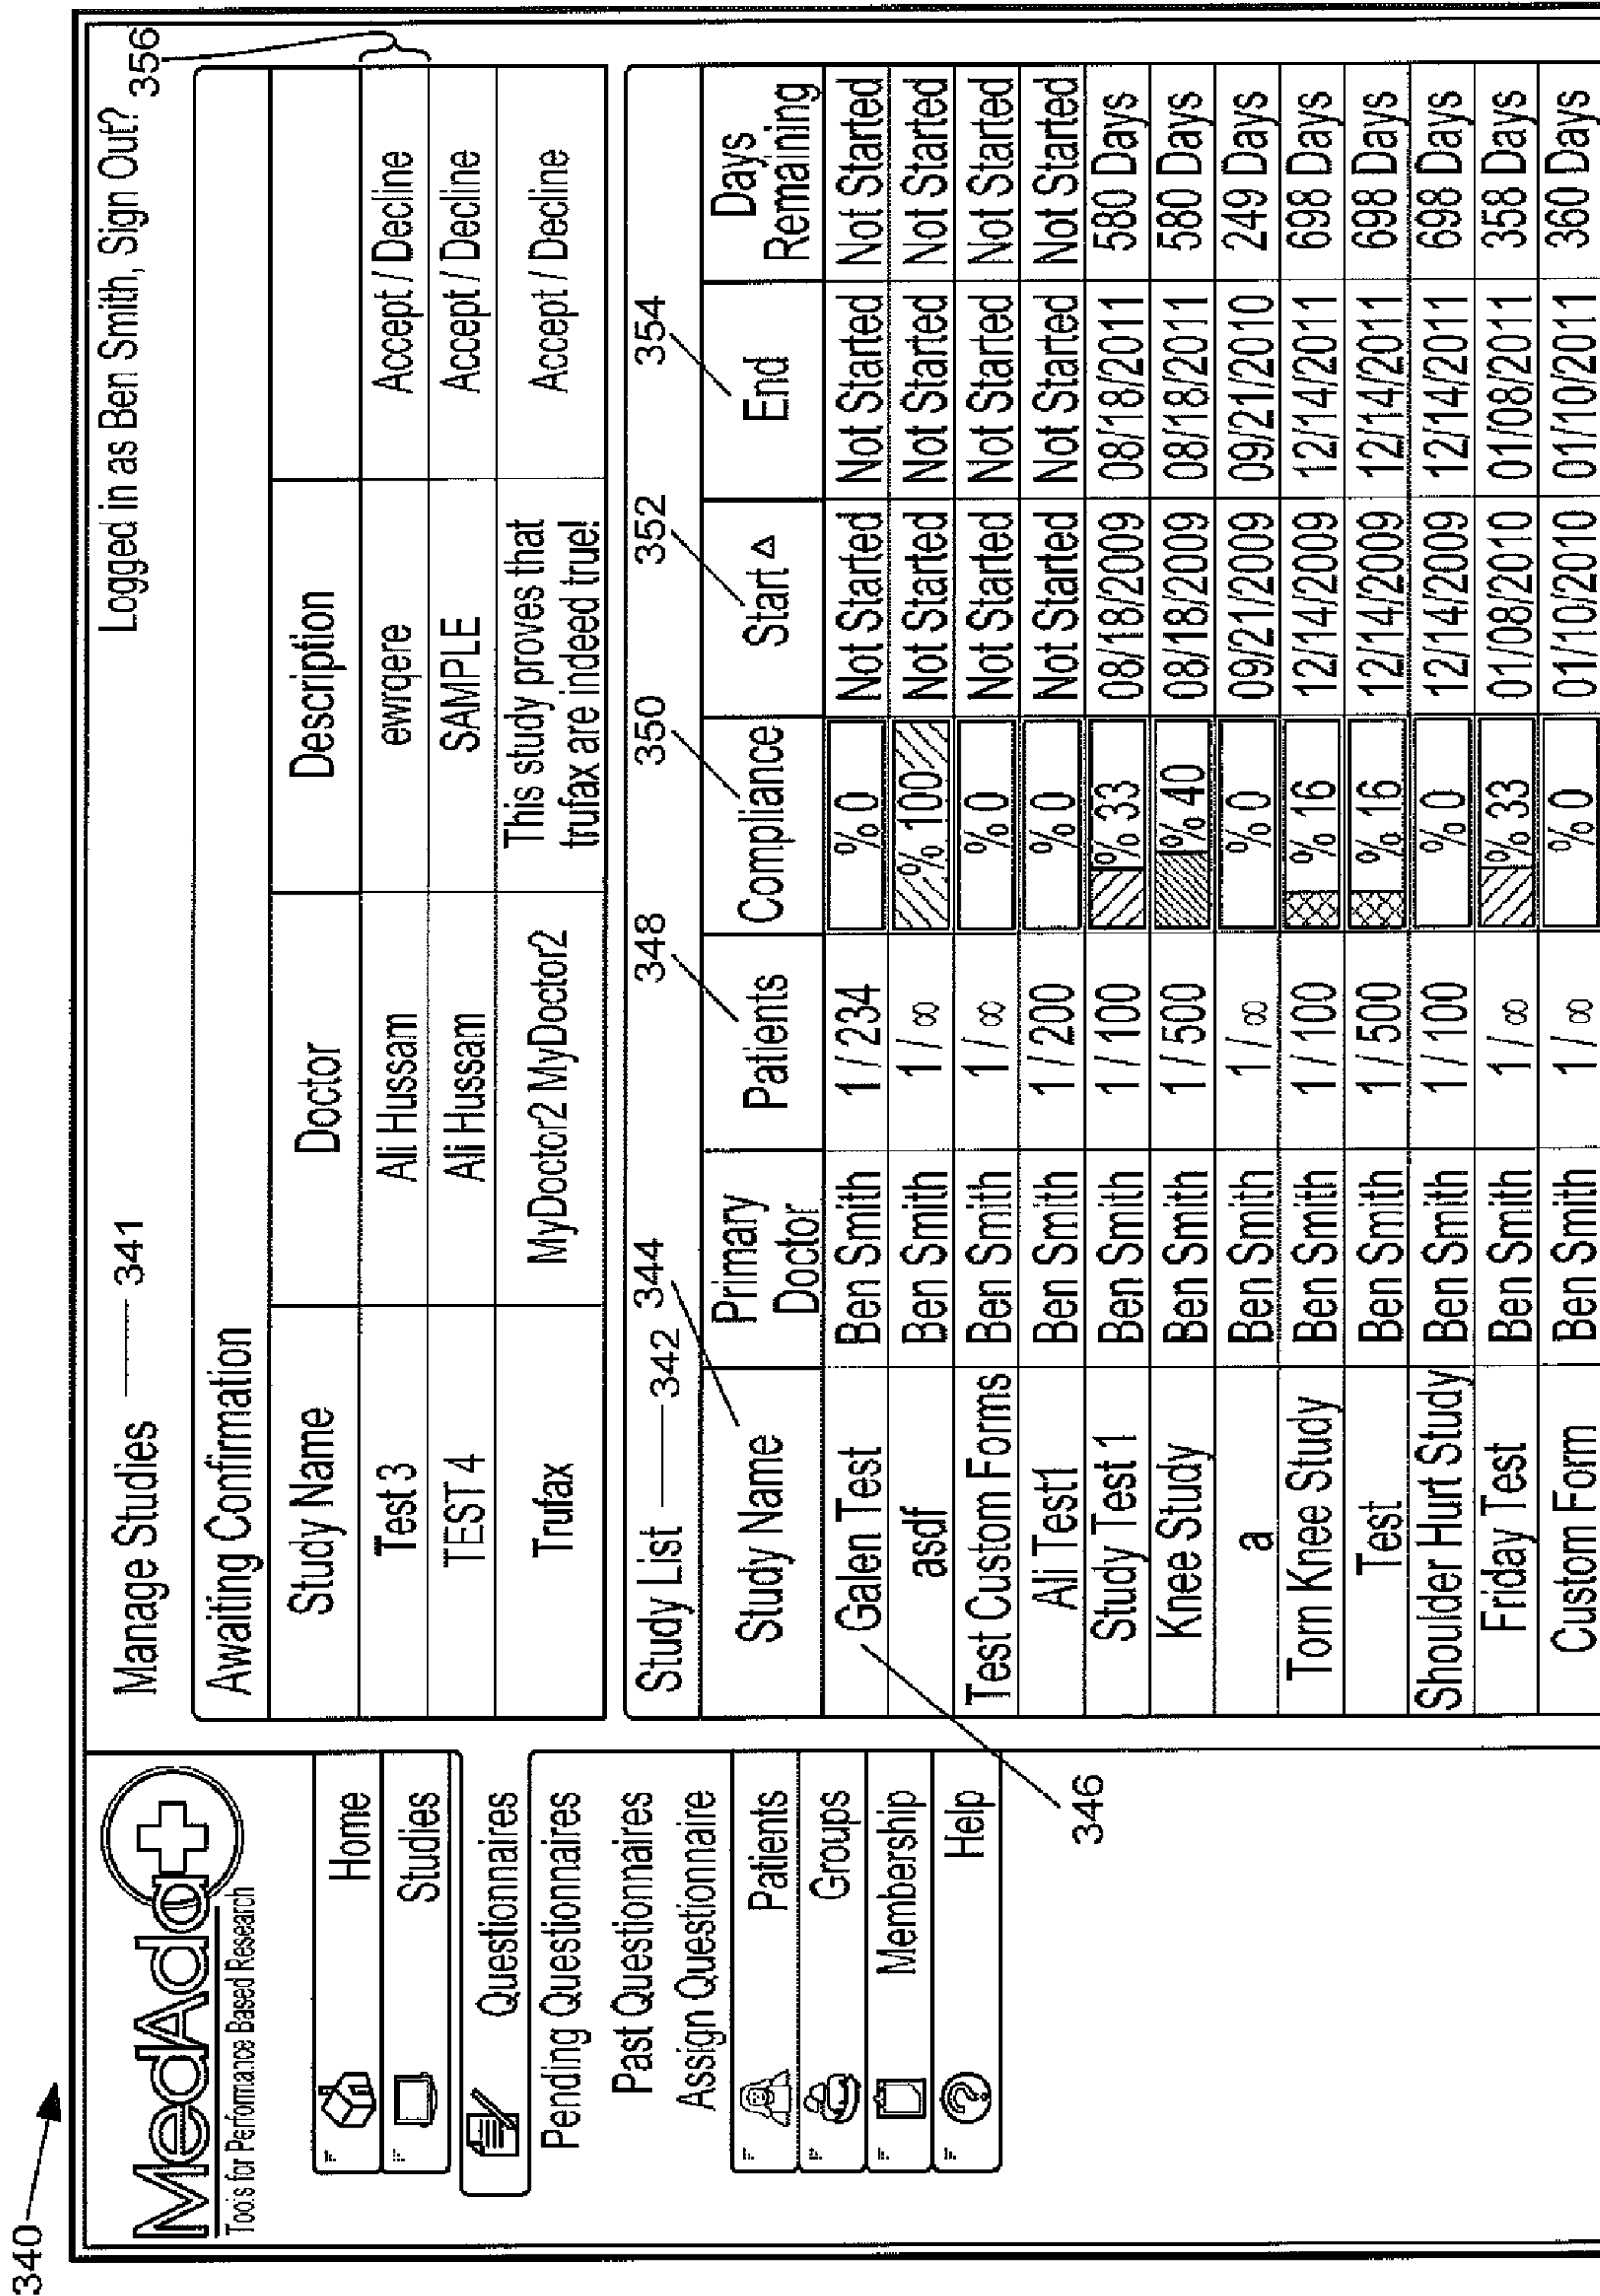 340
MedAda
Tools for Performance Based Research
Home
Studies
Questionnaires
Pending Questionnaires
Past Questionnaires
Assign Questionnaire
Patients
Groups
Membership
Help
346
Logged in as Ben Smith, Sign Out?
356
Manage Studies 341
Awaiting Confirmation
Study Name Doctor Description
Test 3 Ali Hussam ewrqere Accept / Decline
TEST 4 Ali Hussam SAMPLE Accept / Decline
Trufax MyDoctor2 MyDoctor2 This study proves that trufax are indeed true! Accept / Decline
Study List 342 344 348 350 352 354
Study Name Primary Doctor Patients Compliance Start Δ End Days Remaining
Galen Test Ben Smith 1 / 234 % 0 Not Started Not Started Not Started
asdf Ben Smith 1 / ∞ % 100 Not Started Not Started Not Started
Test Custom Forms Ben Smith 1 / ∞ % 0 Not Started Not Started Not Started
Ali Test1 Ben Smith 1 / 200 % 0 Not Started Not Started Not Started
Study Test 1 Ben Smith 1 / 100 % 33 08/18/2009 08/18/2011 580 Days
Knee Study Ben Smith 1 / 500 % 40 08/18/2009 08/18/2011 580 Days
a Ben Smith 1 / ∞ % 0 09/21/2009 09/21/2010 249 Days
Torn Knee Study Ben Smith 1 / 100 % 16 12/14/2009 12/14/2011 698 Days
Test Ben Smith 1 / 500 % 16 12/14/2009 12/14/2011 698 Days
Shoulder Hurt Study Ben Smith 1 / 100 % 0 12/14/2009 12/14/2011 698 Days
Friday Test Ben Smith 1 / ∞ % 33 01/08/2010 01/08/2011 358 Days
Custom Form Ben Smith 1 / ∞ % 0 01/10/2010 01/10/2011 360 Days